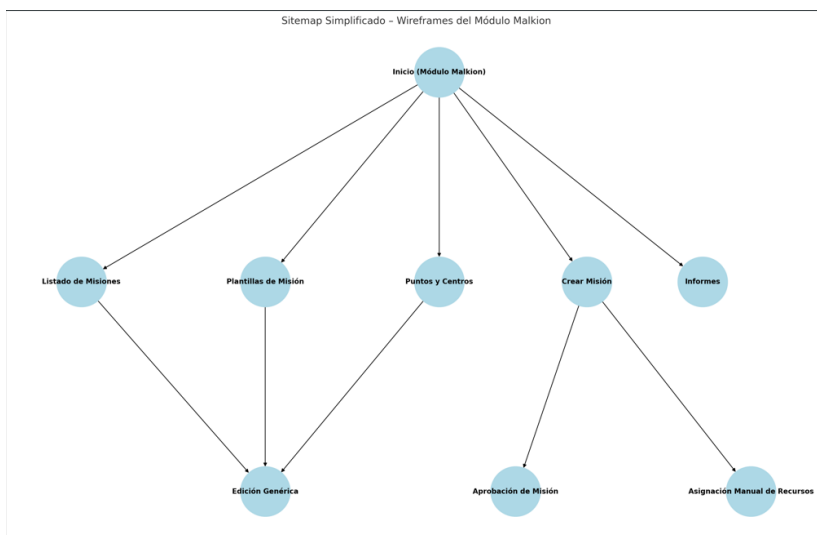 Sitemap Simplificado – Wireframes del Módulo Malkion
Inicio (Módulo Malkion)
Listado de Misiones
Plantillas de Misión
Puntos y Centros
Crear Misión
Informes
Edición Genérica
Aprobación de Misión
Asignación Manual de Recursos